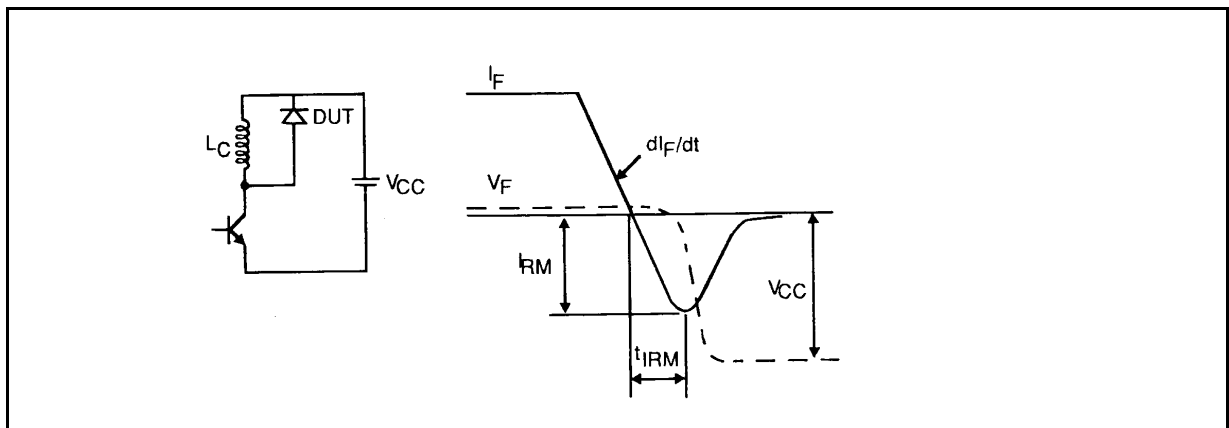 DUT
LC
VCC
IF
dIF/dt
VF
IRM
VCC
tIRM